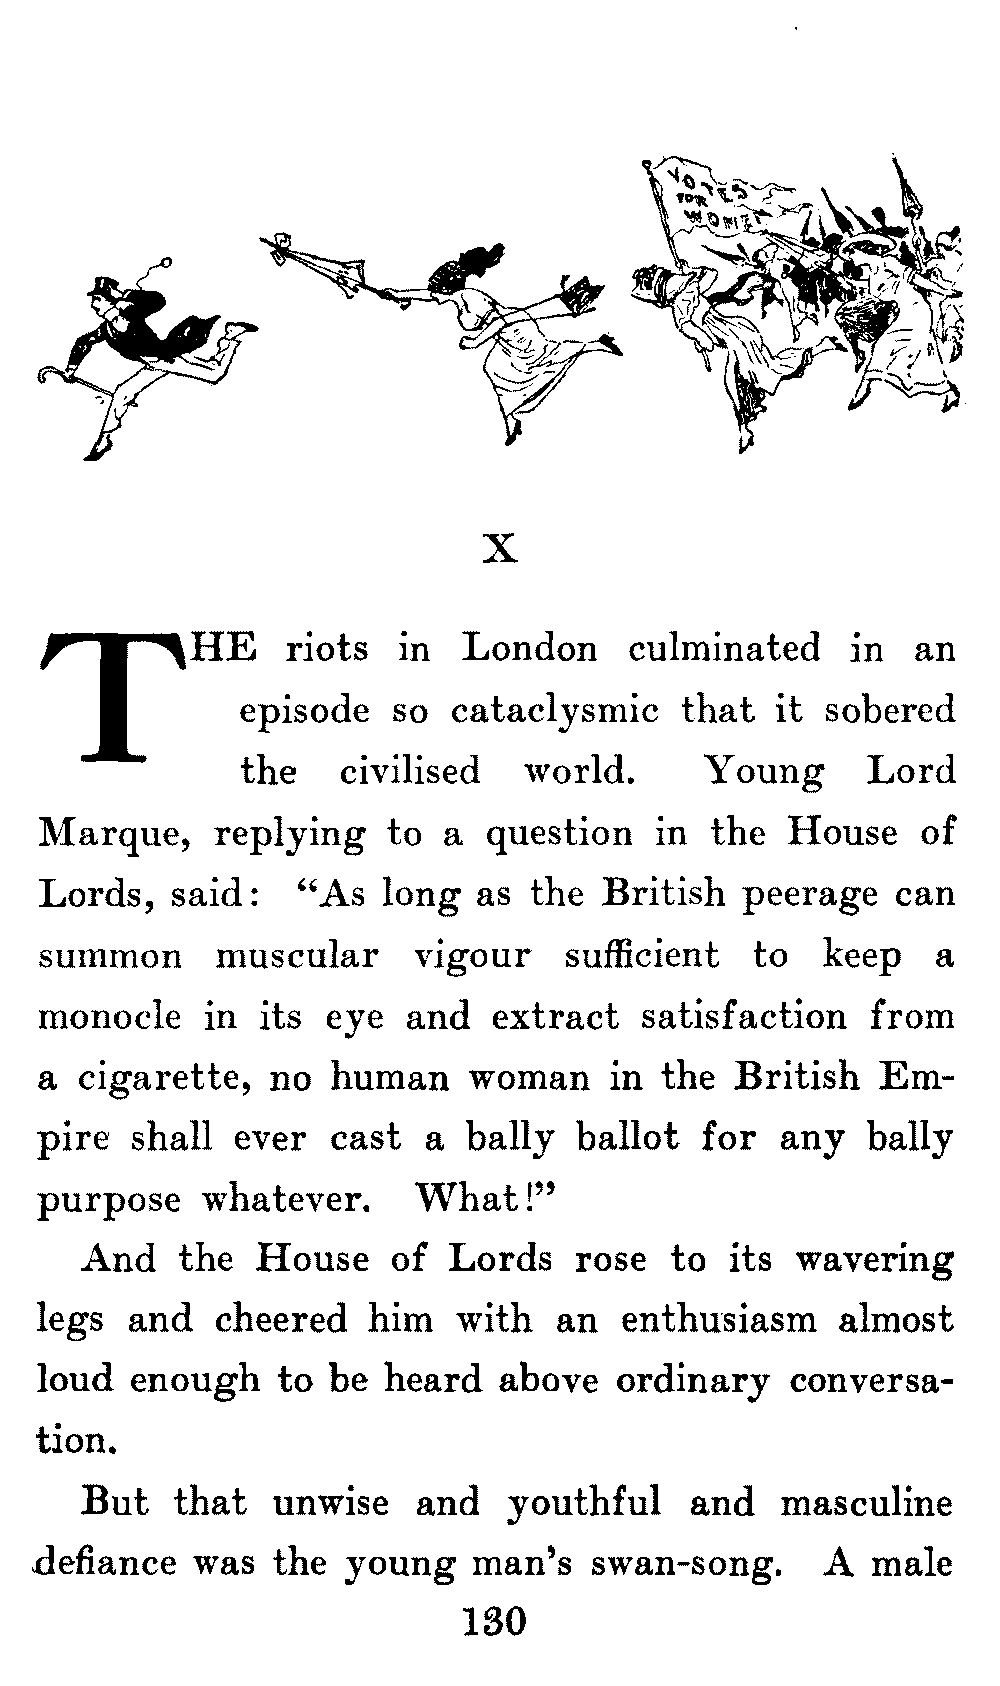 VOTES
FOR
WOMEN
X
THE riots in London culminated in an
episode so cataclysmic that it sobered
the civilised world. Young Lord
Marque, replying to a question in the House of
Lords, said: “As long as the British peerage can
summon muscular vigour sufficient to keep a
monocle in its eye and extract satisfaction from
a cigarette, no human woman in the British Em-
pire shall ever cast a bally ballot for any bally
purpose whatever. What!”
And the House of Lords rose to its wavering
legs and cheered him with an enthusiasm almost
loud enough to be heard above ordinary conversa-
tion.
But that unwise and youthful and masculine
defiance was the young man’s swan-song. A male
130